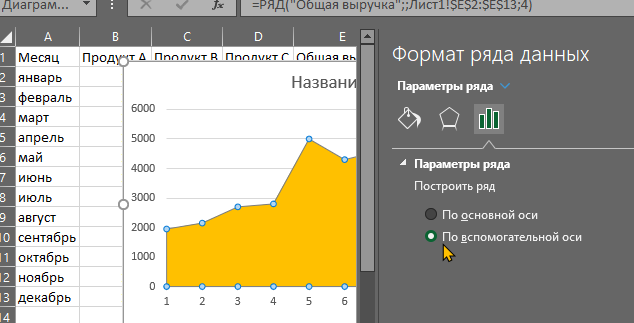 Диаграм...
=РЯД("Общая выручка";;Лист1!$E$2:$E$13;4)
A B C D E
1 Месяц Продукт А Продукт В Продукт С Общая вы
2 январь
3 февраль
4 март
5 апрель
6 май
7 июнь
8 июль
9 август
10 сентябрь
11 октябрь
12 ноябрь
13 декабрь
14
Названи
6000
5000
4000
3000
2000
1000
0
1 2 3 4 5 6
Формат ряда данных
Параметры ряда
Параметры ряда
Построить ряд
По основной оси
По вспомогательной оси